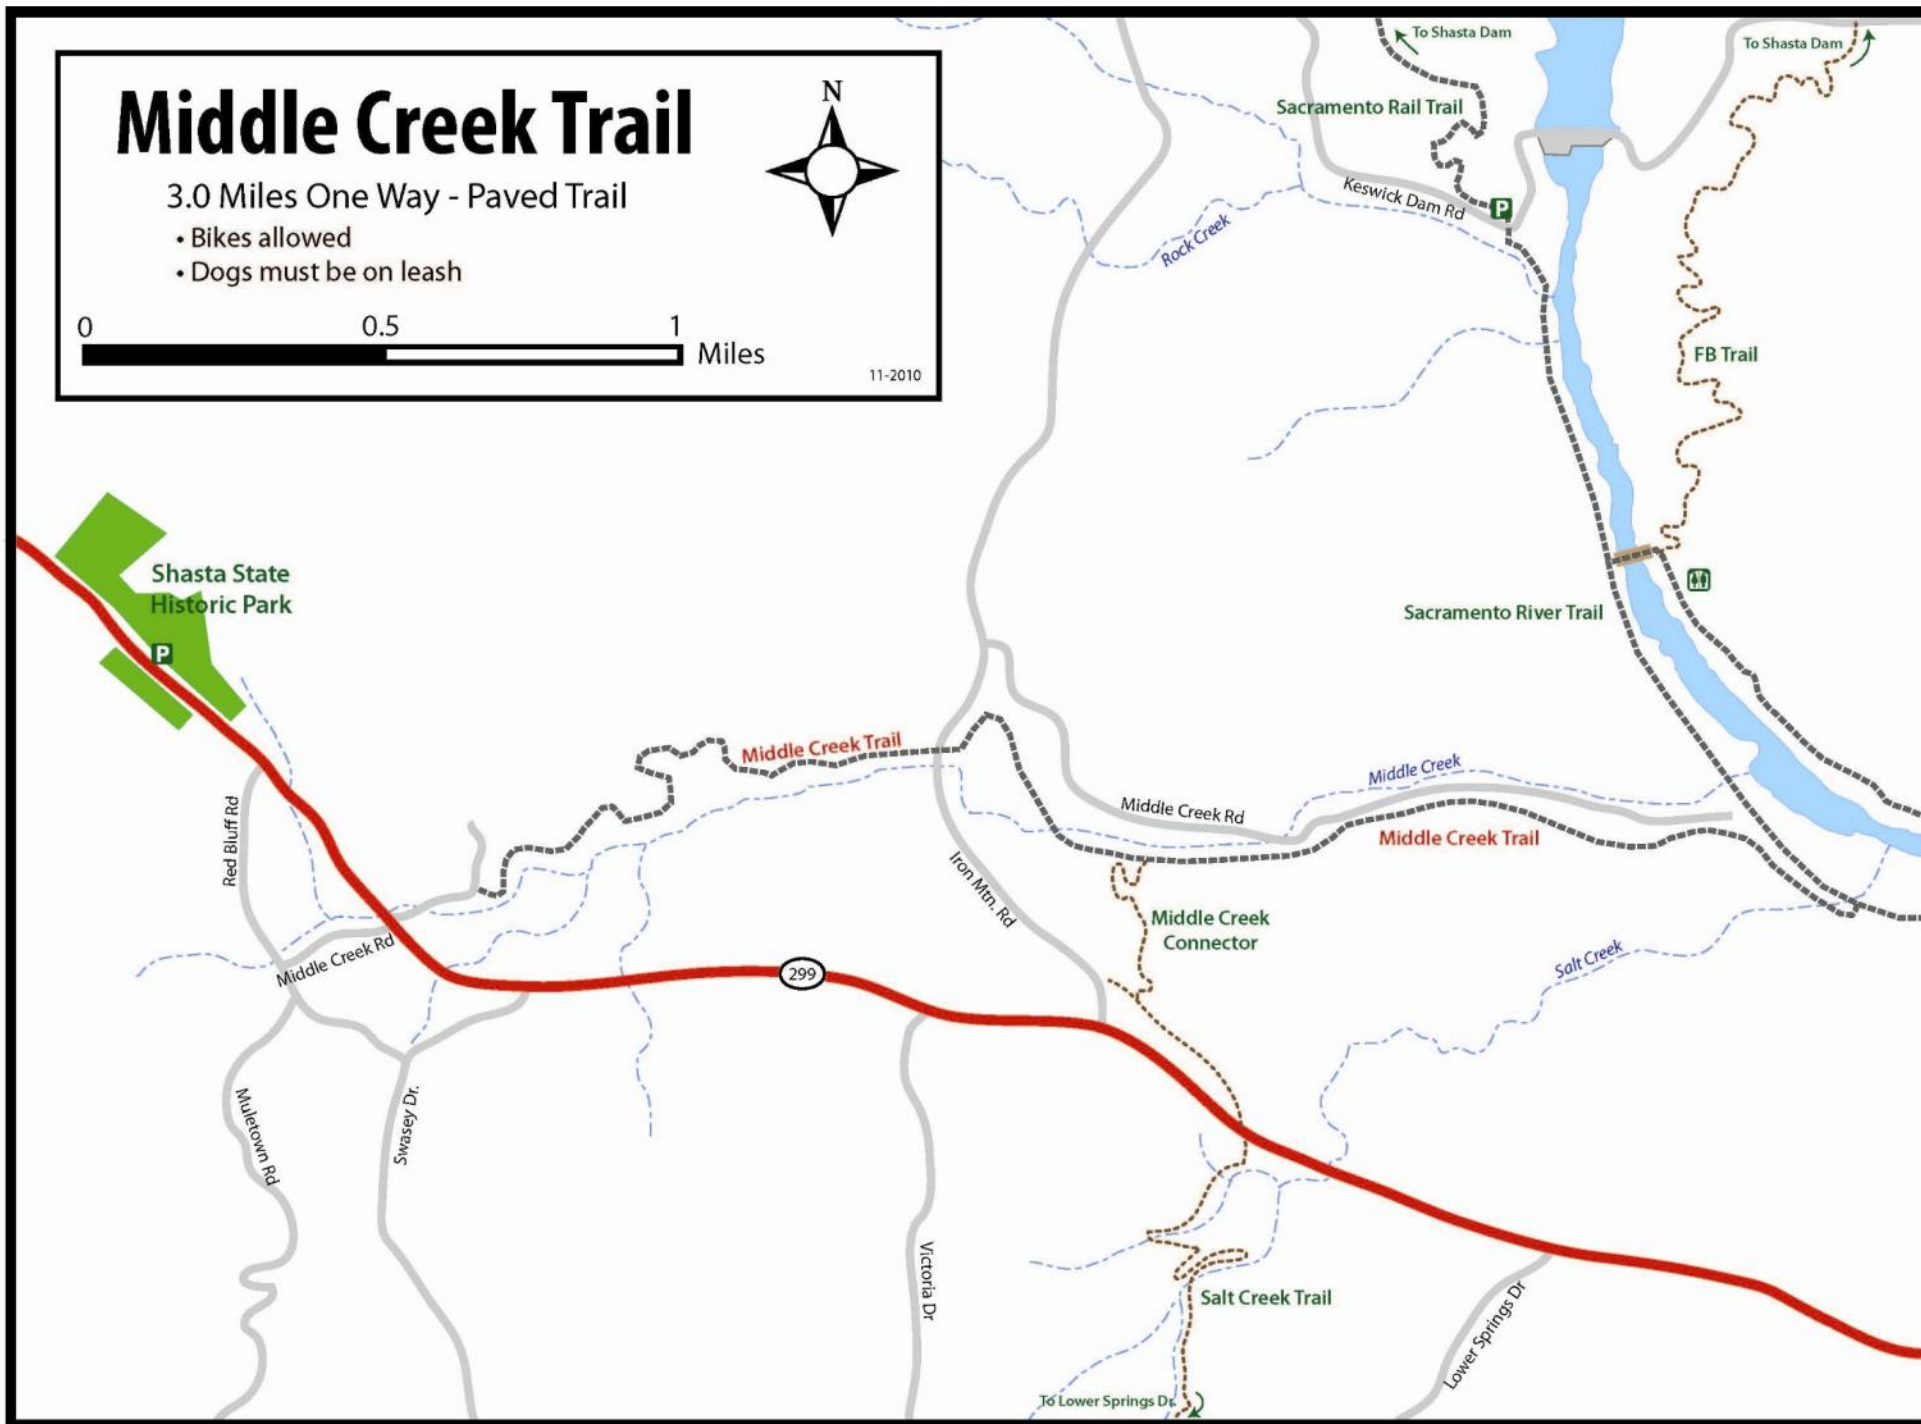 Middle Creek Trail
3.0 Miles One Way - Paved Trail
• Bikes allowed
• Dogs must be on leash
N
0 0.5 1
Miles
11-2010
To Shasta Dam
To Shasta Dam
Sacramento Rail Trail
Keswick Dam Rd
P
Rock Creek
FB Trail
Shasta State
Historic Park
P
Sacramento River Trail
Middle Creek Trail
Middle Creek
Middle Creek Rd
Middle Creek Trail
Red Bluff Rd
Iron Mtn. Rd
Middle Creek
Connector
Middle Creek Rd
Salt Creek
299
Muletown Rd
Swasey Dr.
Victoria Dr
Salt Creek Trail
Lower Springs Dr
To Lower Springs Dr.